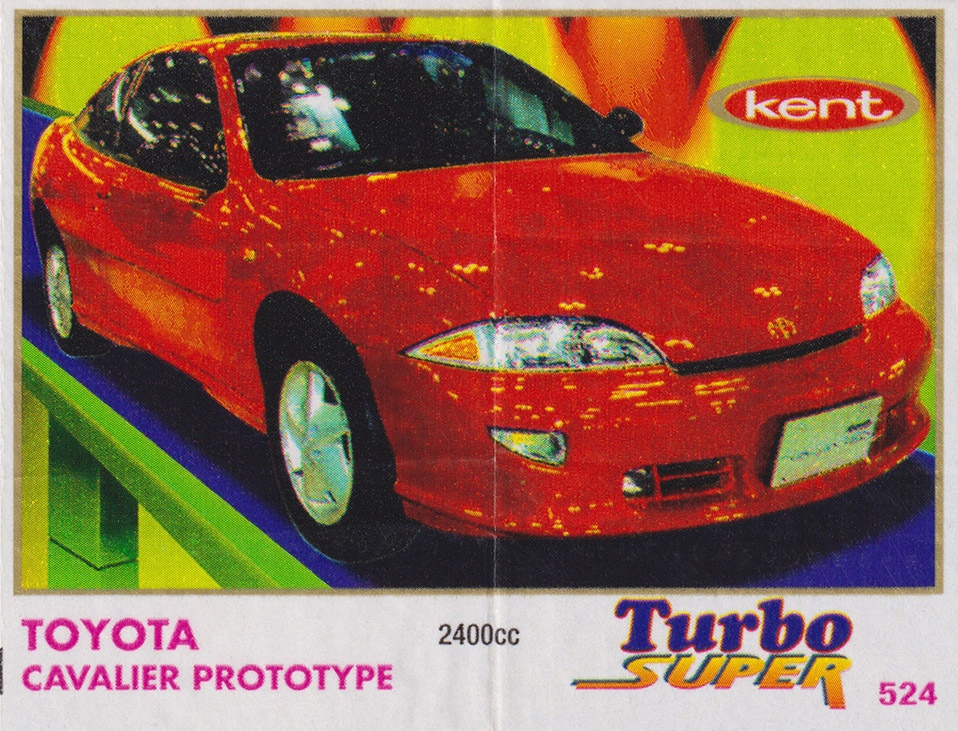 kent
TOYOTA
CAVALIER PROTOTYPE
2400cc
Turbo
SUPER
524